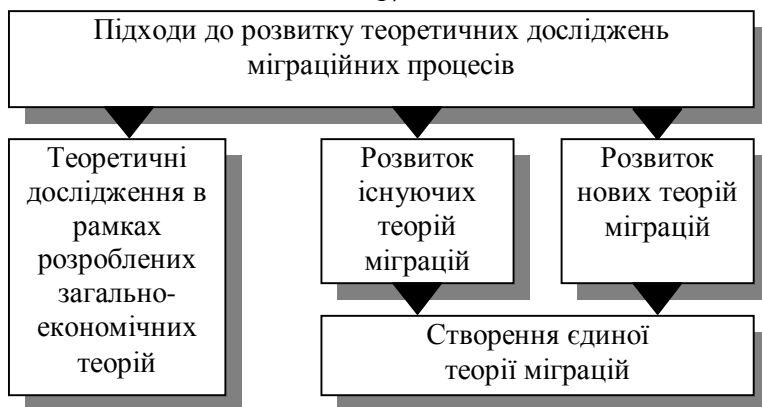 Підходи до розвитку теоретичних досліджень
міграційних процесів
Теоретичні
дослідження в
рамках
розроблених
загально-
економічних
теорій
Розвиток
існуючих
теорій
міграцій
Розвиток
нових теорій
міграцій
Створення єдиної
теорії міграцій